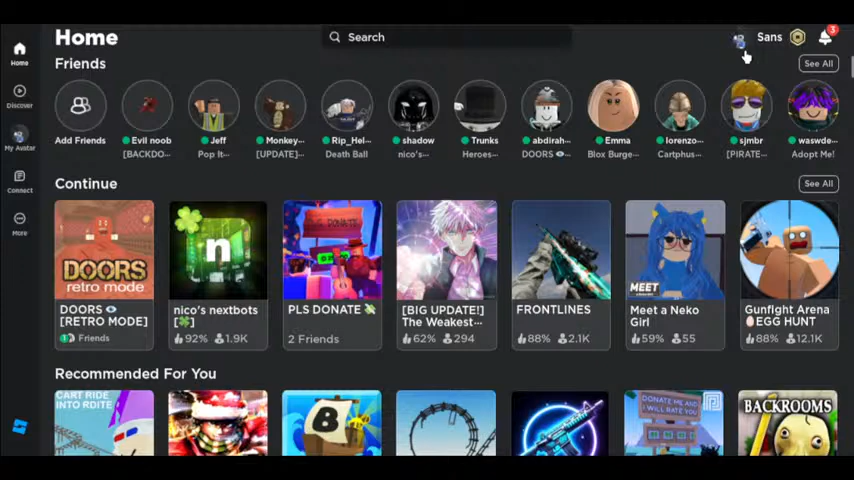 Home
Search
Sans
3
Friends
See All
Home
Discover
My Avatar
Connect
More
Add Friends
Evil noob
[BACKDO...
Jeff
Pop It-...
Monkey...
[UPDATE]...
Rip_Hel...
Death Ball
shadow
nico's-...
Trunks
Heroes...
abdirah...
DOORS
Emma
Blox Burge...
lorenzo...
Cartphus...
sjmbr
[PIRATE...
waswde...
Adopt Me!
Continue
See All
DOORS
retro mode
n
PLS DONATE
MEET
DOORS 👁
[RETRO MODE]
Friends
nico's nextbots
[🍀]
92% 1.9K
PLS DONATE 💸
2 Friends
[BIG UPDATE!]
The Weakest...
62% 294
FRONTLINES
88% 2.1K
Meet a Neko
Girl
59% 55
Gunfight Arena
🥚EGG HUNT
88% 12.1K
Recommended For You
CART RIDE
INTO RDITE
B
DONATE ME AND
I WILL RATE YOU
BACKROOMS